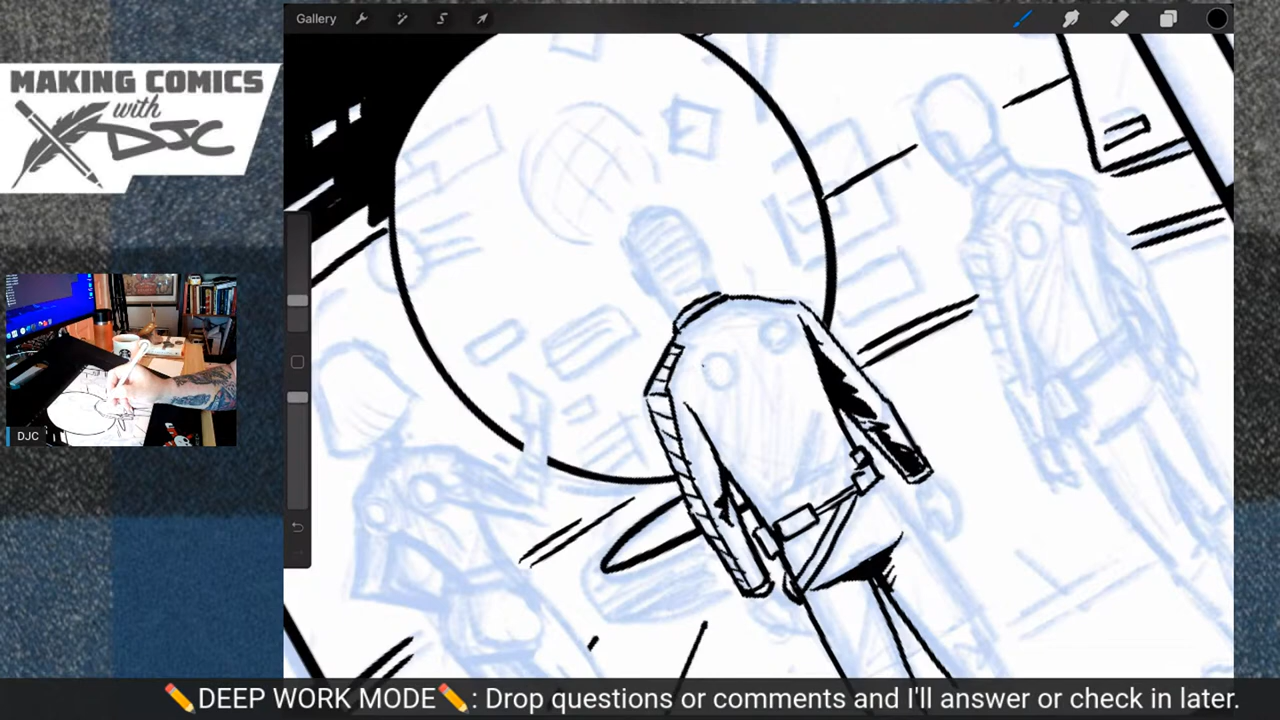 Gallery
MAKING COMICS
with
DJC
DJC
✏️DEEP WORK MODE✏️: Drop questions or comments and I'll answer or check in later.